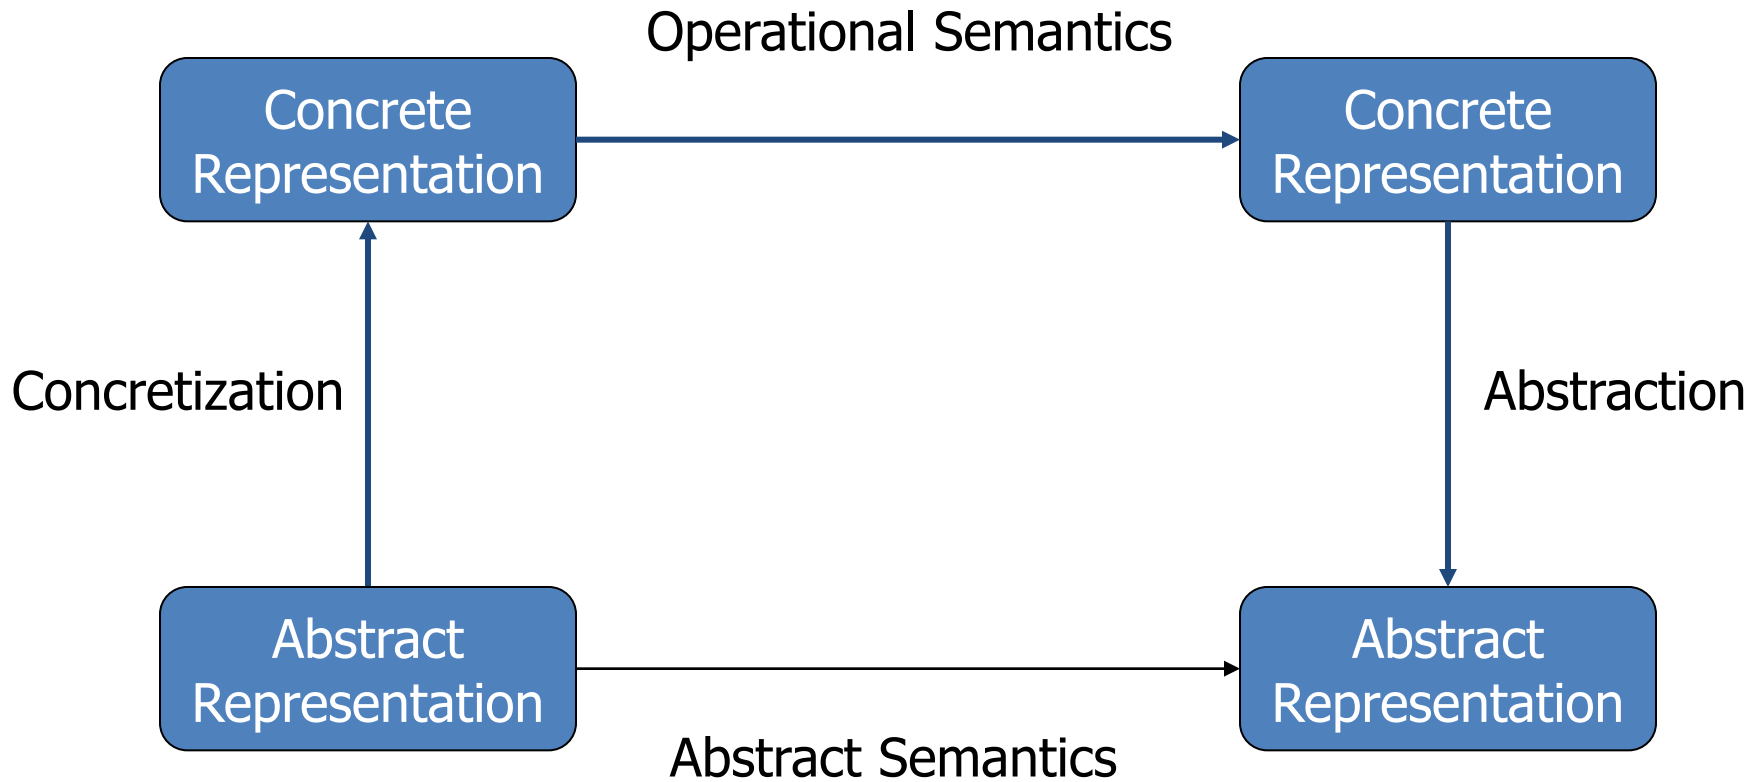 Operational Semantics
Concrete
Representation
Concrete
Representation
Concretization
Abstraction
Abstract
Representation
Abstract
Representation
Abstract Semantics